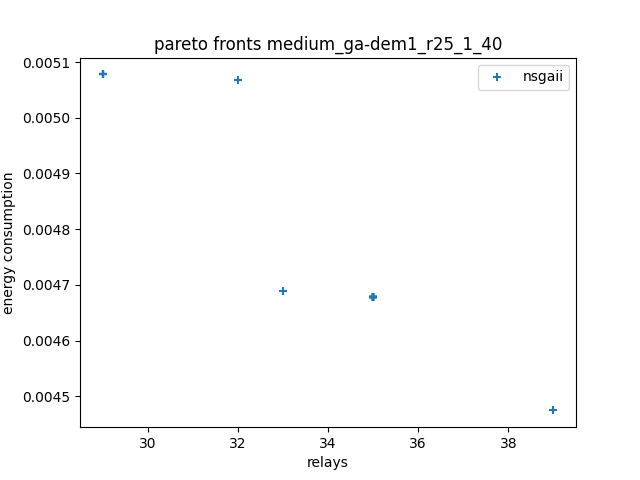 pareto fronts medium_ga-dem1_r25_1_40
nsgaii
energy consumption
0.0051
0.0050
0.0049
0.0048
0.0047
0.0046
0.0045
30 32 34 36 38
relays